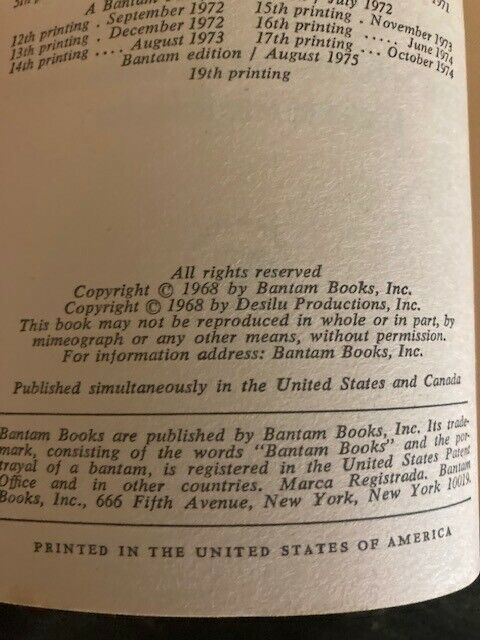 A Bantam
12th printing . September 1972
13th printing . December 1972
14th printing .... August 1973
July 1972
15th printing . November 1973
16th printing ..... June 1974
17th printing ... October 1974
Bantam edition / August 1975
19th printing
All rights reserved
Copyright © 1968 by Bantam Books, Inc.
Copyright © 1968 by Desilu Productions, Inc.
This book may not be reproduced in whole or in part, by
mimeograph or any other means, without permission.
For information address: Bantam Books, Inc.
Published simultaneously in the United States and Canada
Bantam Books are published by Bantam Books, Inc. Its trade-
mark, consisting of the words "Bantam Books" and the por-
trayal of a bantam, is registered in the United States Patent
Office and in other countries. Marca Registrada. Bantam
Books, Inc., 666 Fifth Avenue, New York, New York 10019.
PRINTED IN THE UNITED STATES OF AMERICA